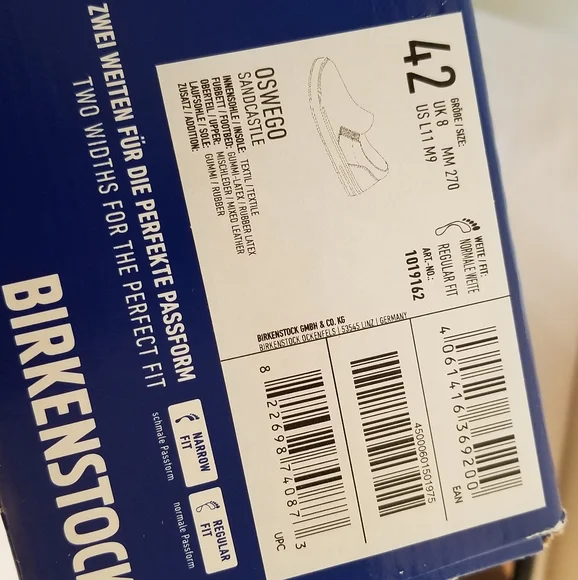 ZWEI WEITEN FÜR DIE PERFEKTE PASSFORM
TWO WIDTHS FOR THE PERFECT FIT
BIRKENSTOCK
NARROW
FIT
schmale Passform
REGULAR
FIT
normale Passform
42
GRÖßE / SIZE:
UK 8 MM 270
US L11 M9
OSWEGO
SANDCASTLE
INNENSOHLE / INSOLE: TEXTIL / TEXTILE
FUßBETT / FOOTBED: GUMMI-LATEX / RUBBER LATEX
OBERTEIL / UPPER: MISCHLEDER / MIXED LEATHER
LAUFSOHLE / SOLE: GUMMI / RUBBER
ZUSATZ / ADDITION:
WEITE / FIT:
NORMALE WEITE
REGULAR FIT
ART.-NO.:
1019162
BIRKENSTOCK GMBH & CO. KG
BIRKENSTOCK OCKENFELS | 53545 LINZ | GERMANY
8 22698 74087 3
UPC
45000601501975
4 061416 369200
EAN